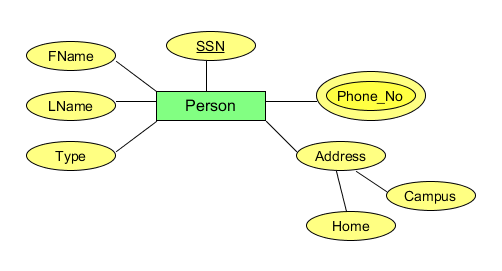 SSN
FName
LName
Person
Phone_No
Type
Address
Campus
Home